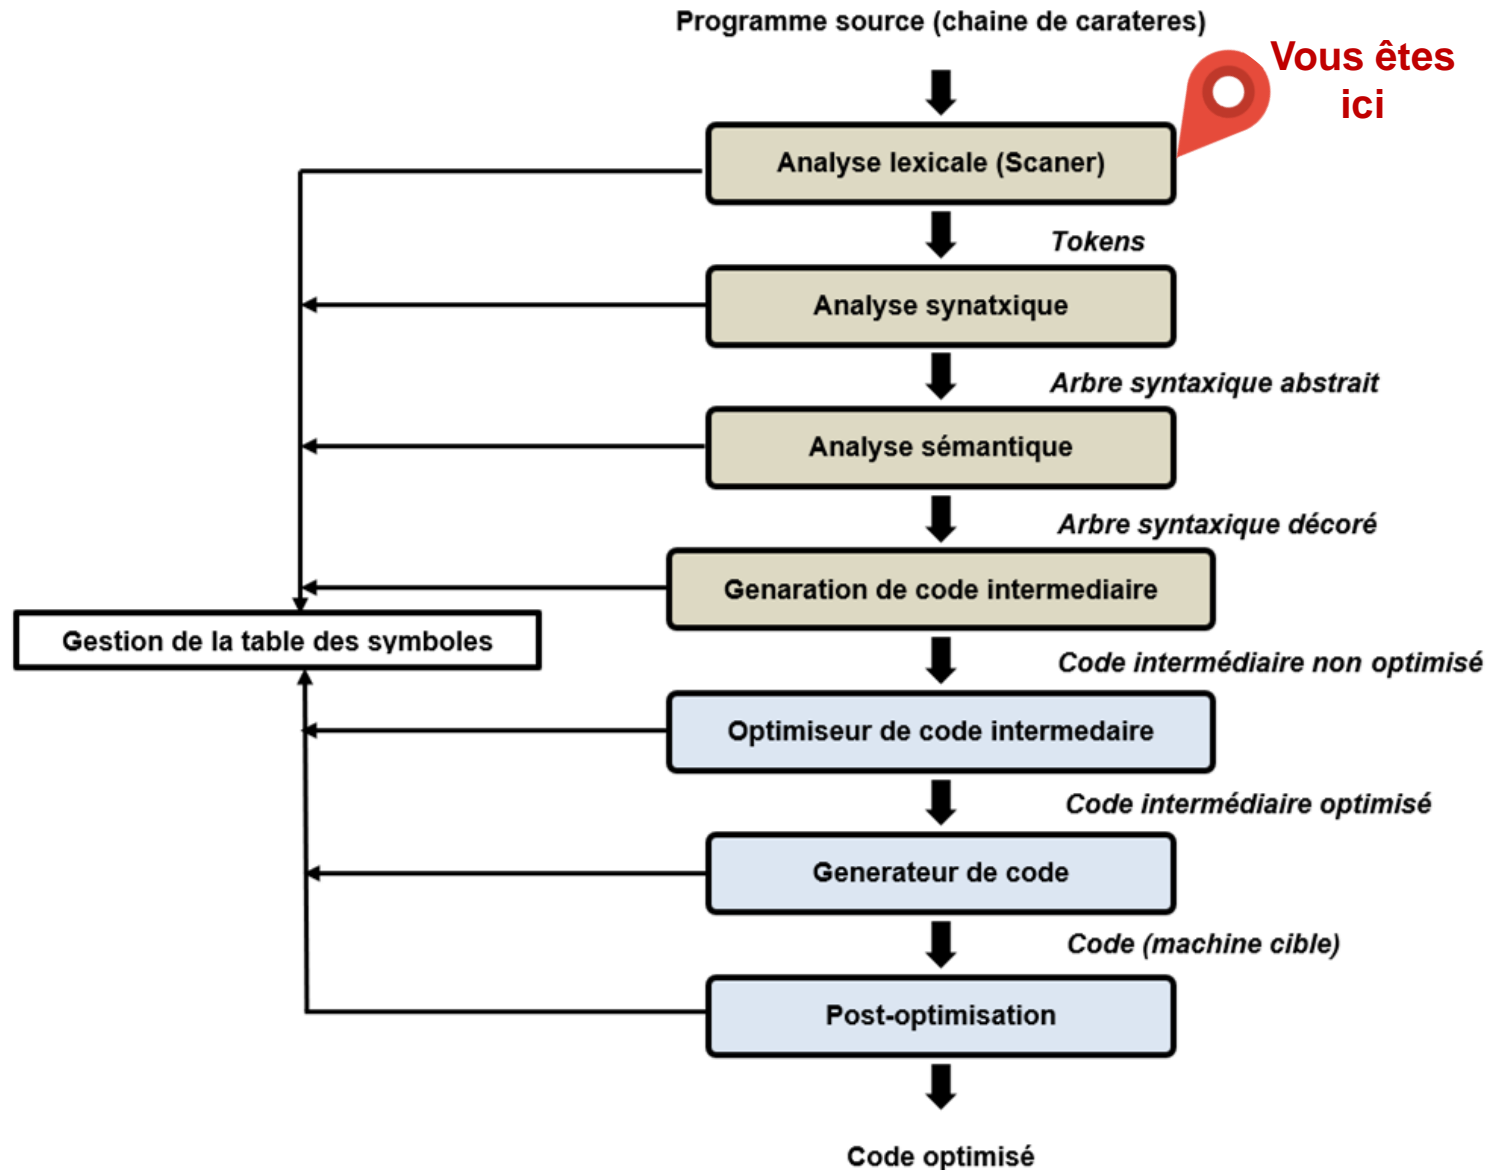 Programme source (chaine de carateres)
Vous êtes
ici
Analyse lexicale (Scaner)
Tokens
Analyse synatxique
Arbre syntaxique abstrait
Analyse sémantique
Arbre syntaxique décoré
Genaration de code intermediaire
Gestion de la table des symboles
Code intermédiaire non optimisé
Optimiseur de code intermedaire
Code intermédiaire optimisé
Generateur de code
Code (machine cible)
Post-optimisation
Code optimisé